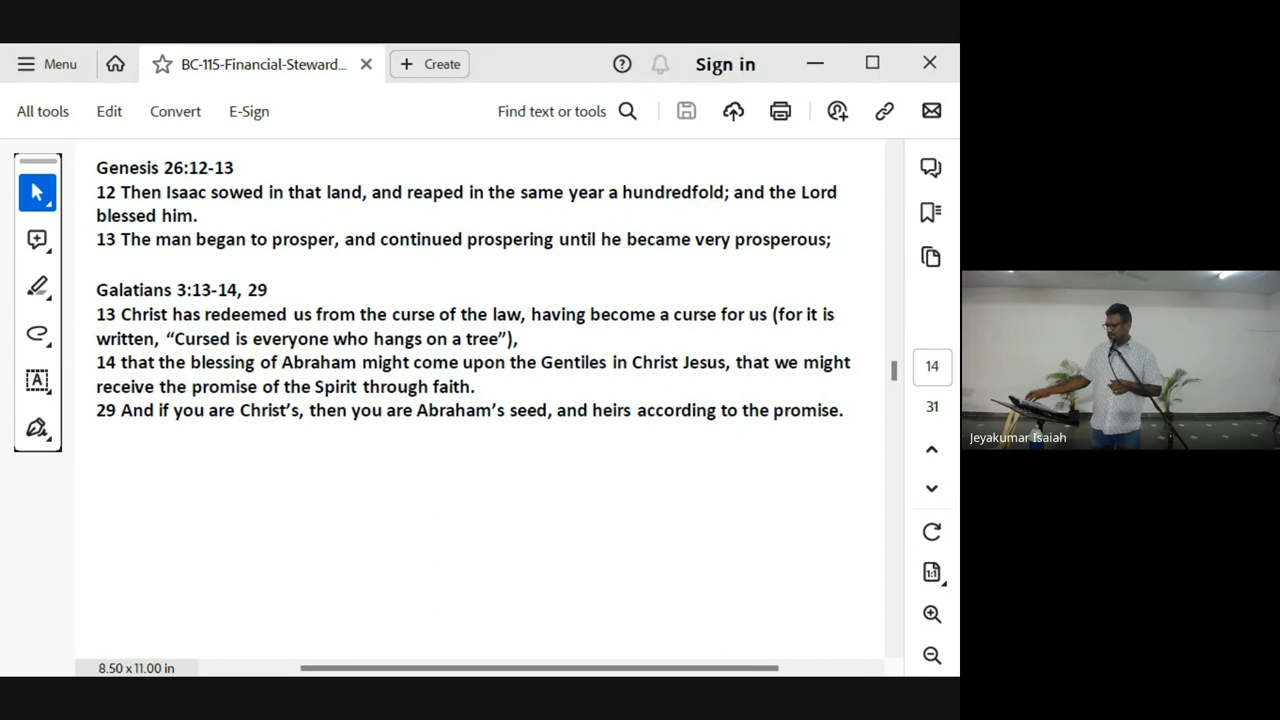 Menu
BC-115-Financial-Steward...
Create
Sign in
All tools
Edit
Convert
E-Sign
Find text or tools
Genesis 26:12-13
12 Then Isaac sowed in that land, and reaped in the same year a hundredfold; and the Lord
blessed him.
13 The man began to prosper, and continued prospering until he became very prosperous;
Galatians 3:13-14, 29
13 Christ has redeemed us from the curse of the law, having become a curse for us (for it is
written, “Cursed is everyone who hangs on a tree”),
14 that the blessing of Abraham might come upon the Gentiles in Christ Jesus, that we might
receive the promise of the Spirit through faith.
29 And if you are Christ’s, then you are Abraham’s seed, and heirs according to the promise.
14
31
1:1
8.50 x 11.00 in
Jeyakumar Isaiah